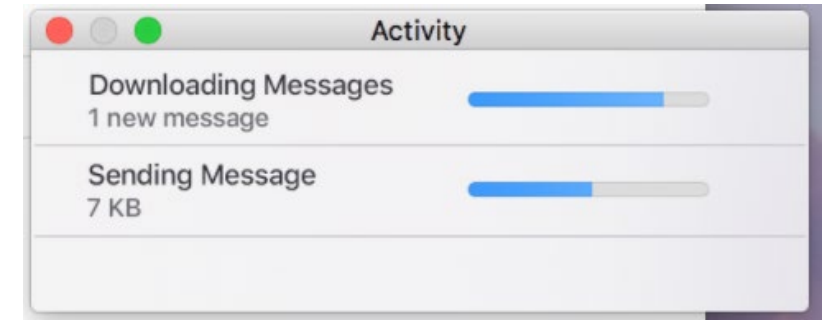 Activity
Downloading Messages
1 new message
Sending Message
7 KB